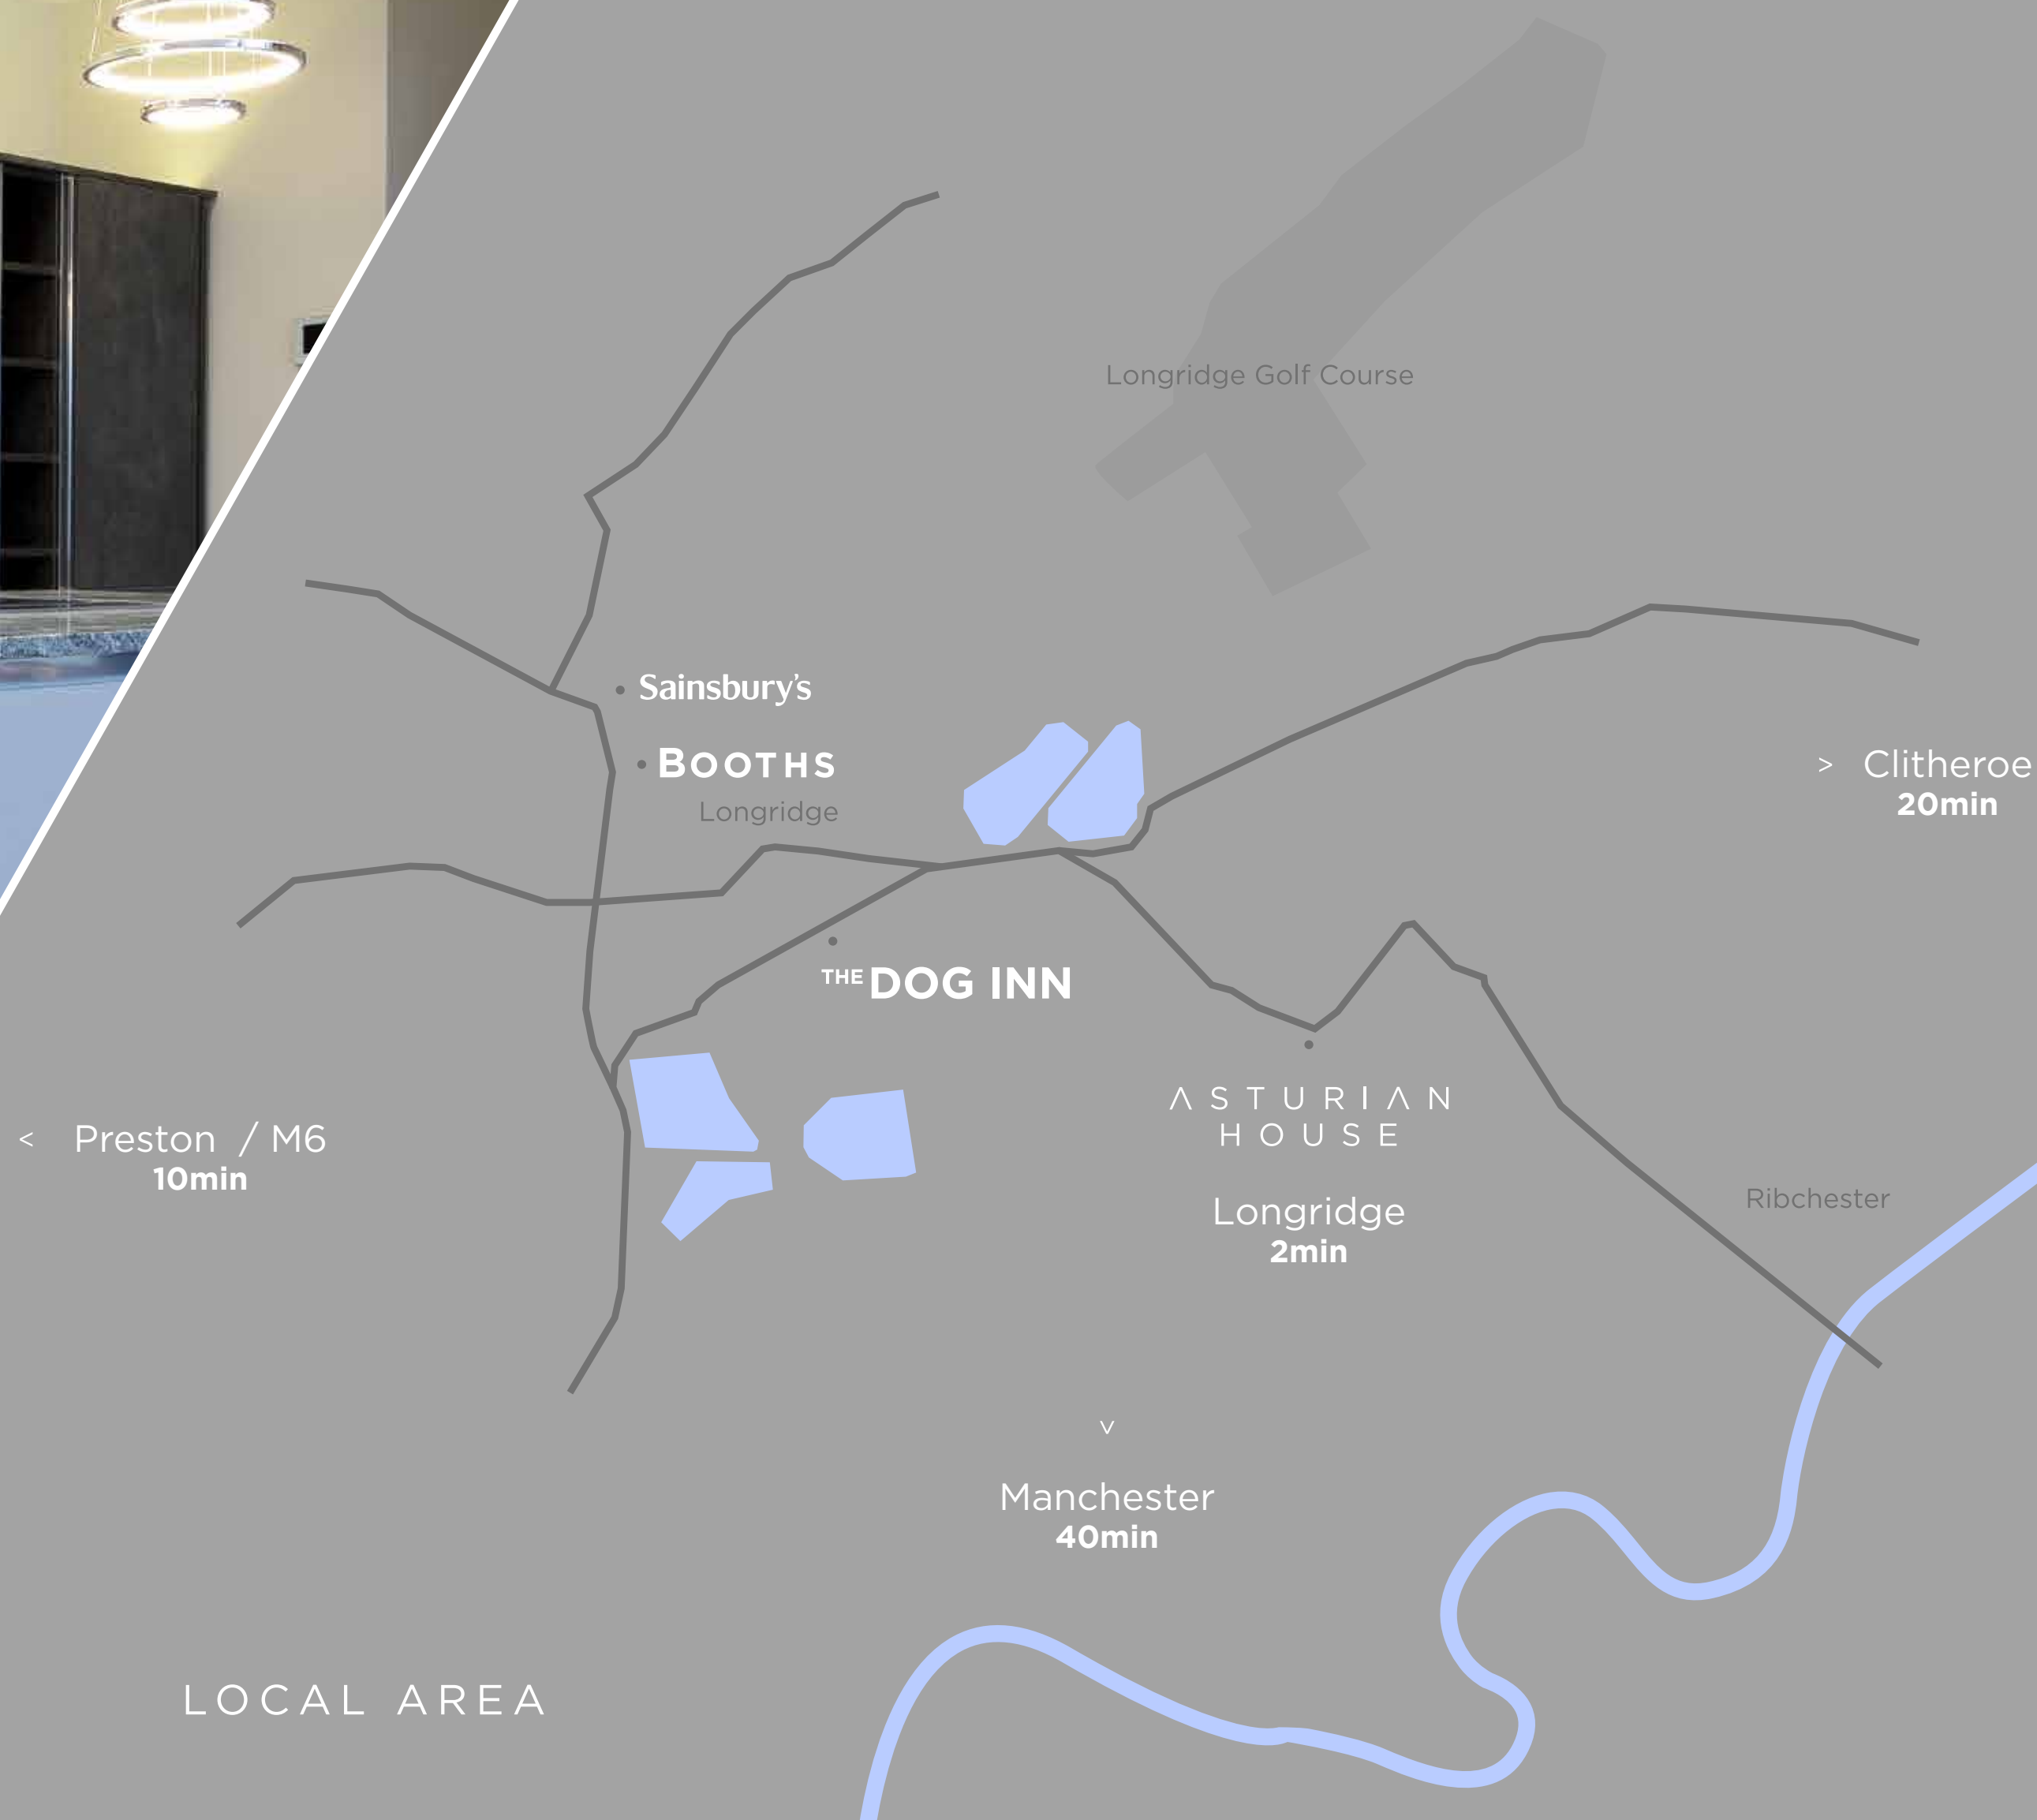 Longridge Golf Course
Sainsbury's
BOOTHS
Longridge
> Clitheroe
20min
THE DOG INN
ASTURIAN
HOUSE
Longridge
2min
< Preston / M6
10min
Ribchester
>
Manchester
40min
LOCAL AREA